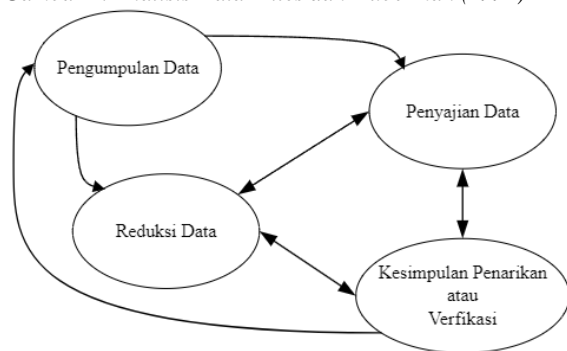 Pengumpulan Data
Penyajian Data
Reduksi Data
Kesimpulan Penarikan
atau
Verfikasi